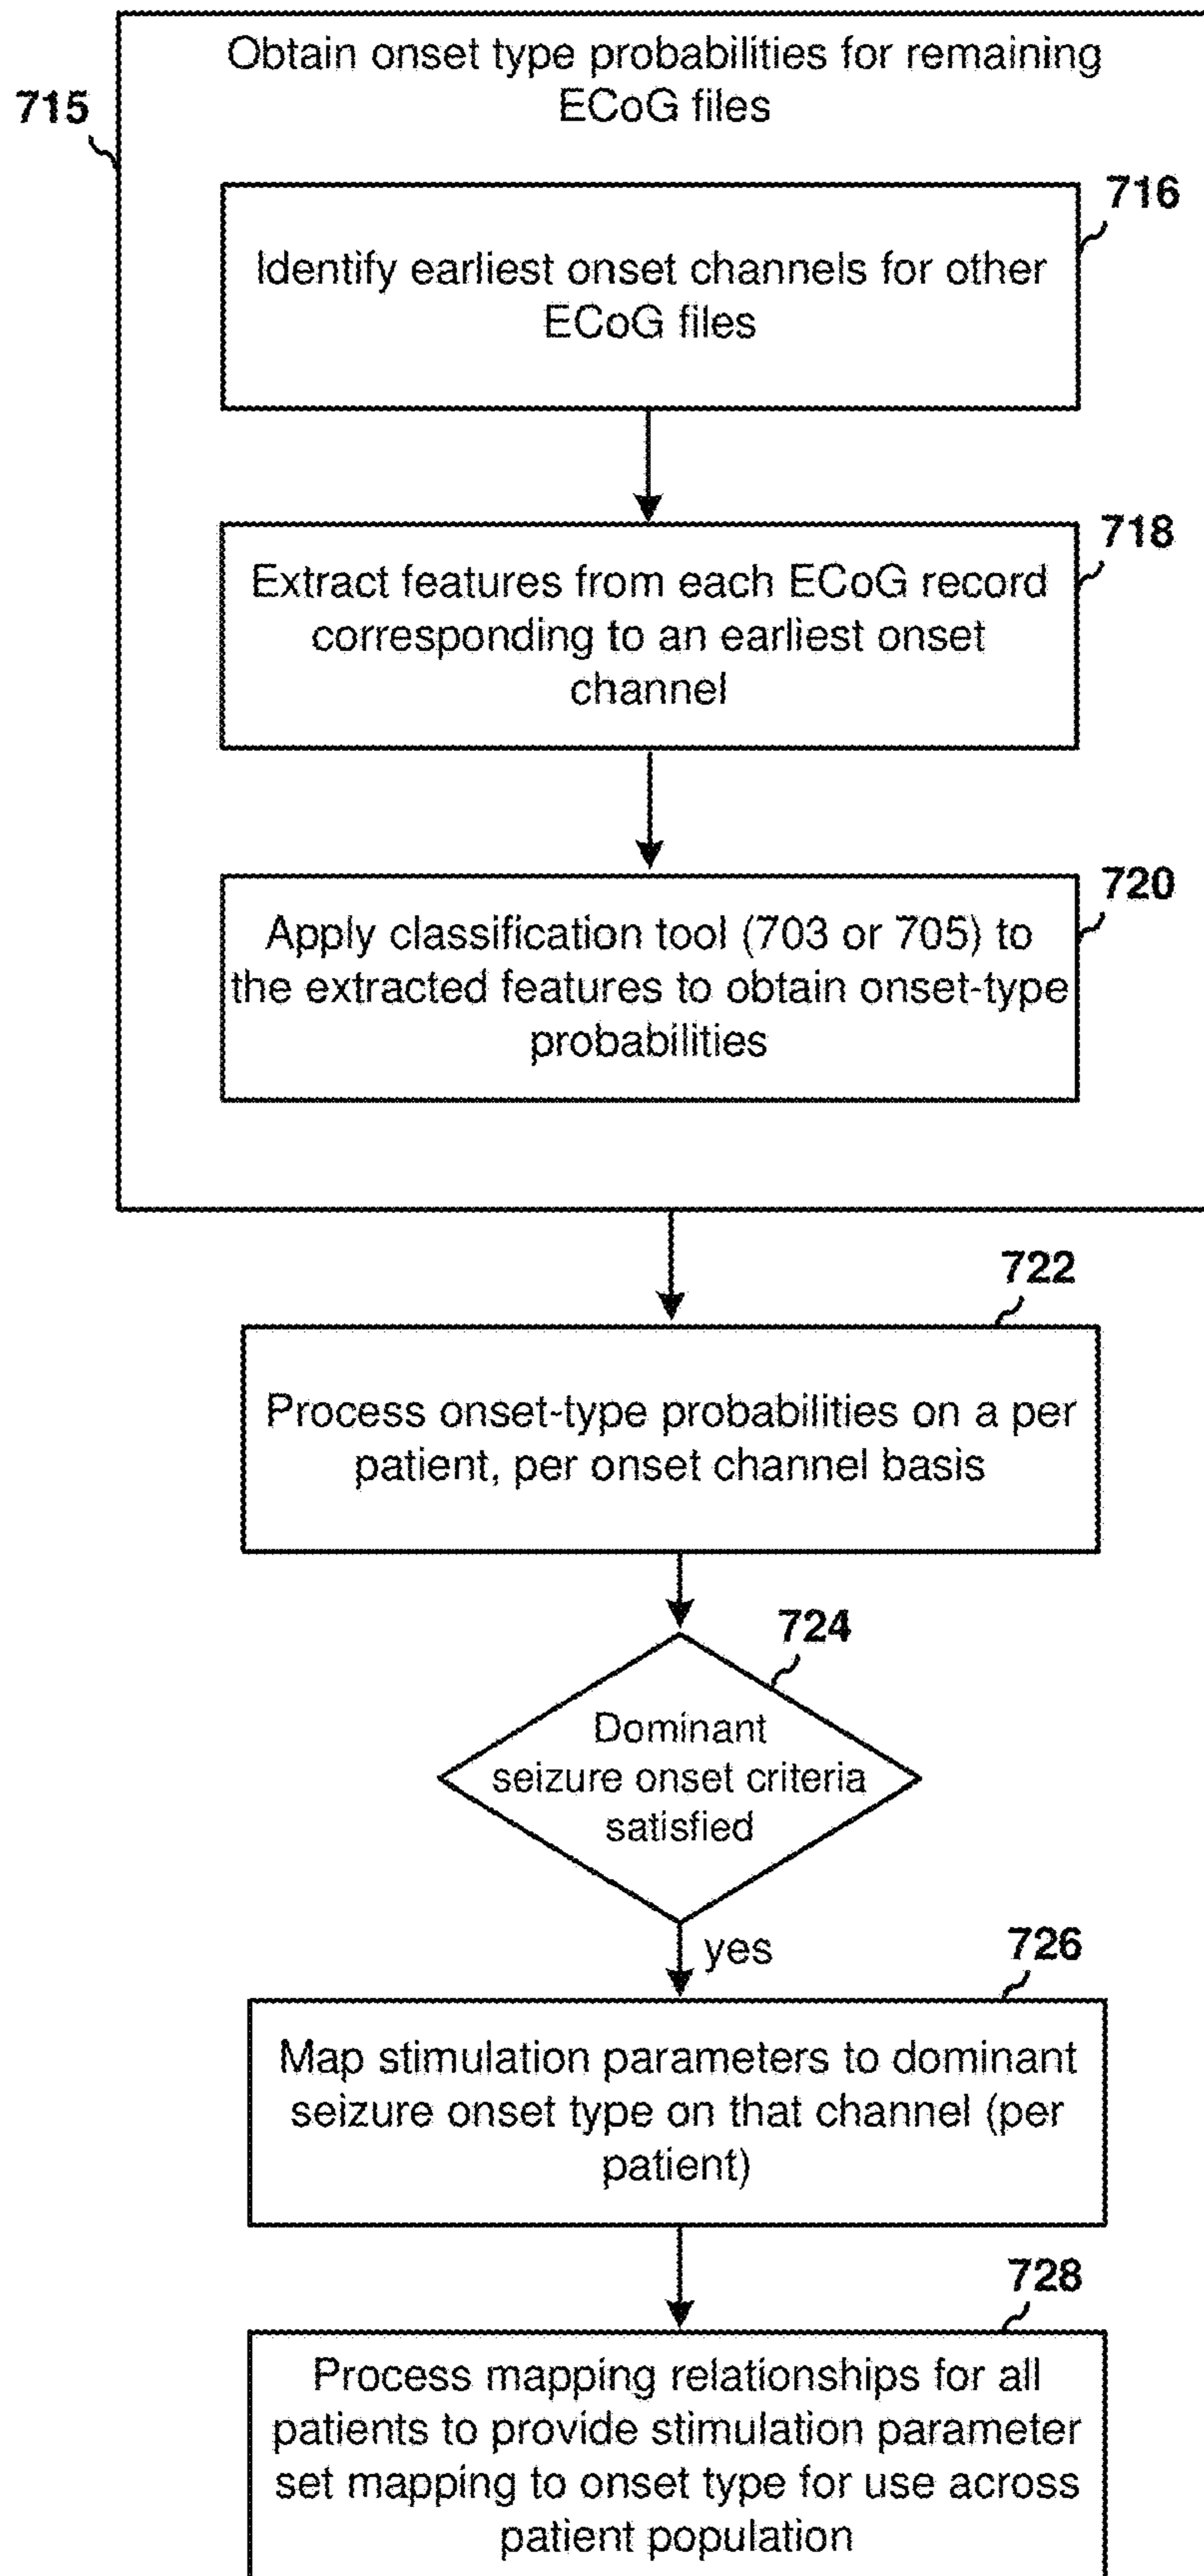 Obtain onset type probabilities for remaining
ECoG files
715
716
Identify earliest onset channels for other
ECoG files
718
Extract features from each ECoG record
corresponding to an earliest onset
channel
720
Apply classification tool (703 or 705) to
the extracted features to obtain onset-type
probabilities
722
Process onset-type probabilities on a per
patient, per onset channel basis
724
Dominant
seizure onset criteria
satisfied
yes
726
Map stimulation parameters to dominant
seizure onset type on that channel (per
patient)
728
Process mapping relationships for all
patients to provide stimulation parameter
set mapping to onset type for use across
patient population